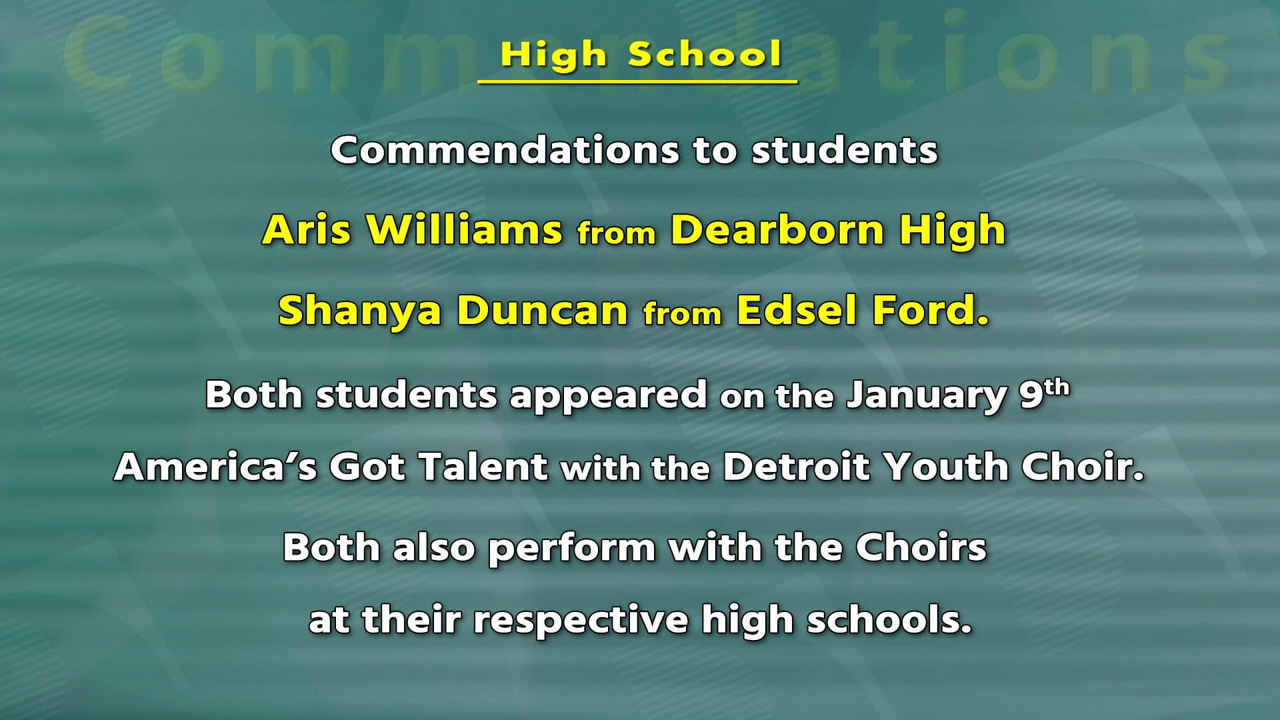 Commendations
High School
Commendations to students
Aris Williams from Dearborn High
Shanya Duncan from Edsel Ford.
Both students appeared on the January 9th
America’s Got Talent with the Detroit Youth Choir.
Both also perform with the Choirs
at their respective high schools.